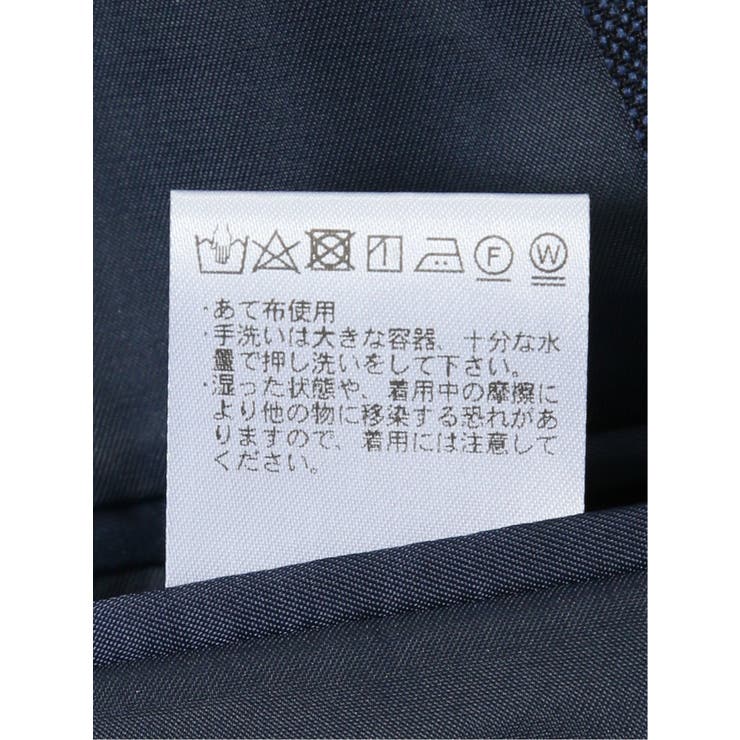 F W
・あて布使用
・手洗いは大きな容器、十分な水
量で押し洗いをして下さい。
・湿った状態や、着用中の摩擦に
より他の物に移染する恐れがあ
りますので、着用には注意して
ください。